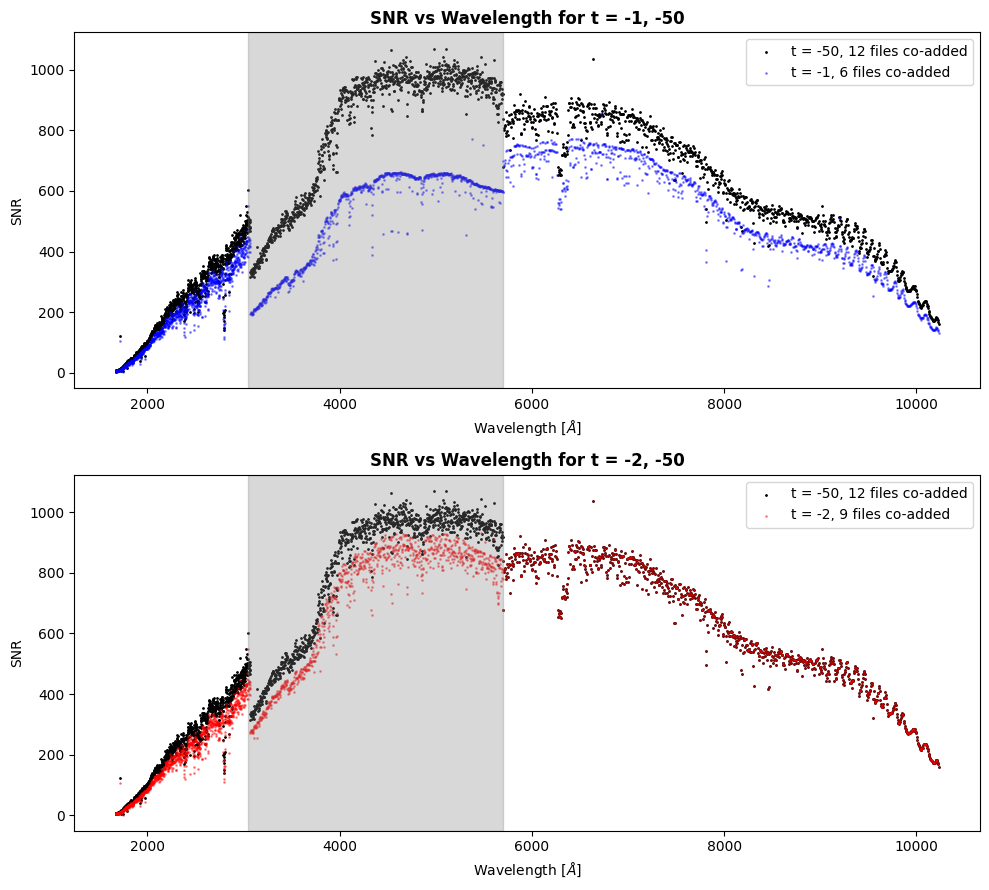 SNR vs Wavelength for t = -1, -50
t = -50, 12 files co-added
t = -1, 6 files co-added
SNR
1000
800
600
400
200
0
2000 4000 6000 8000 10000
Wavelength [Å]
SNR vs Wavelength for t = -2, -50
t = -50, 12 files co-added
t = -2, 9 files co-added
SNR
1000
800
600
400
200
0
2000 4000 6000 8000 10000
Wavelength [Å]